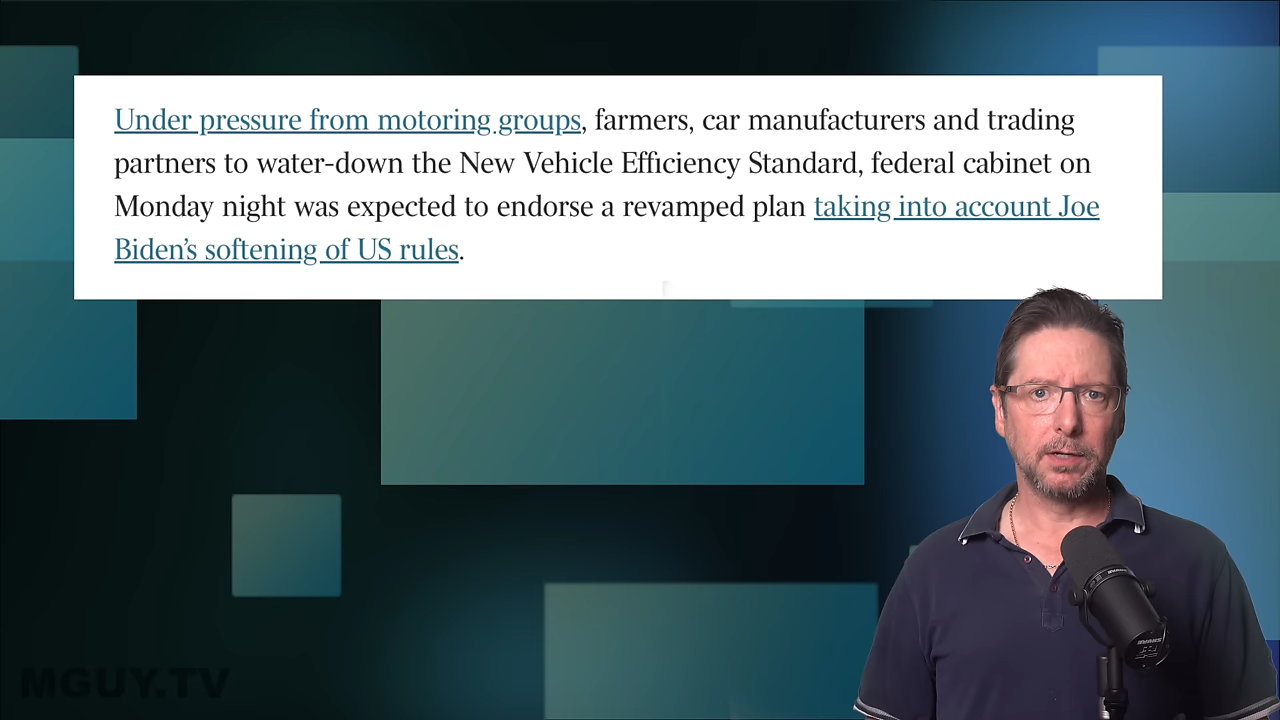 Under pressure from motoring groups, farmers, car manufacturers and trading
partners to water-down the New Vehicle Efficiency Standard, federal cabinet on
Monday night was expected to endorse a revamped plan taking into account Joe
Biden’s softening of US rules.
MGUY.TV
SHURE